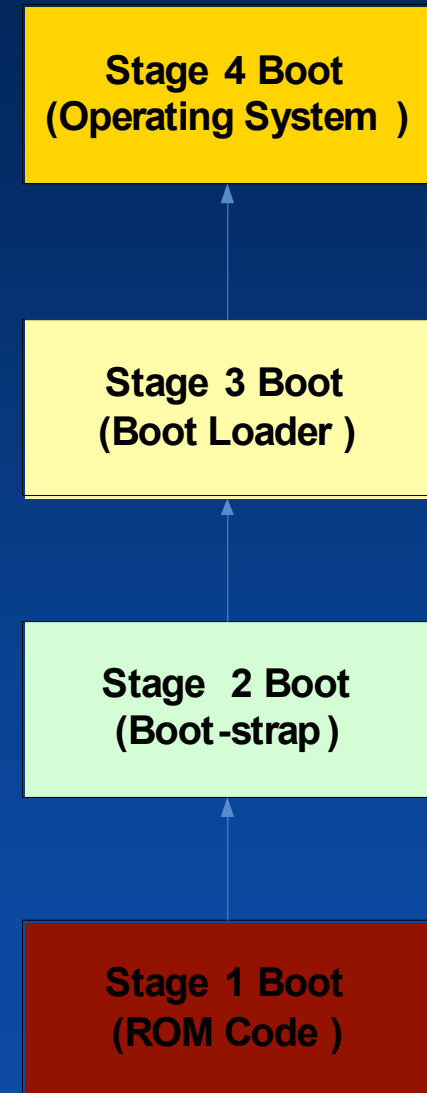 Stage 4 Boot
(Operating System )
Stage 3 Boot
(Boot Loader )
Stage 2 Boot
(Boot-strap )
Stage 1 Boot
(ROM Code )